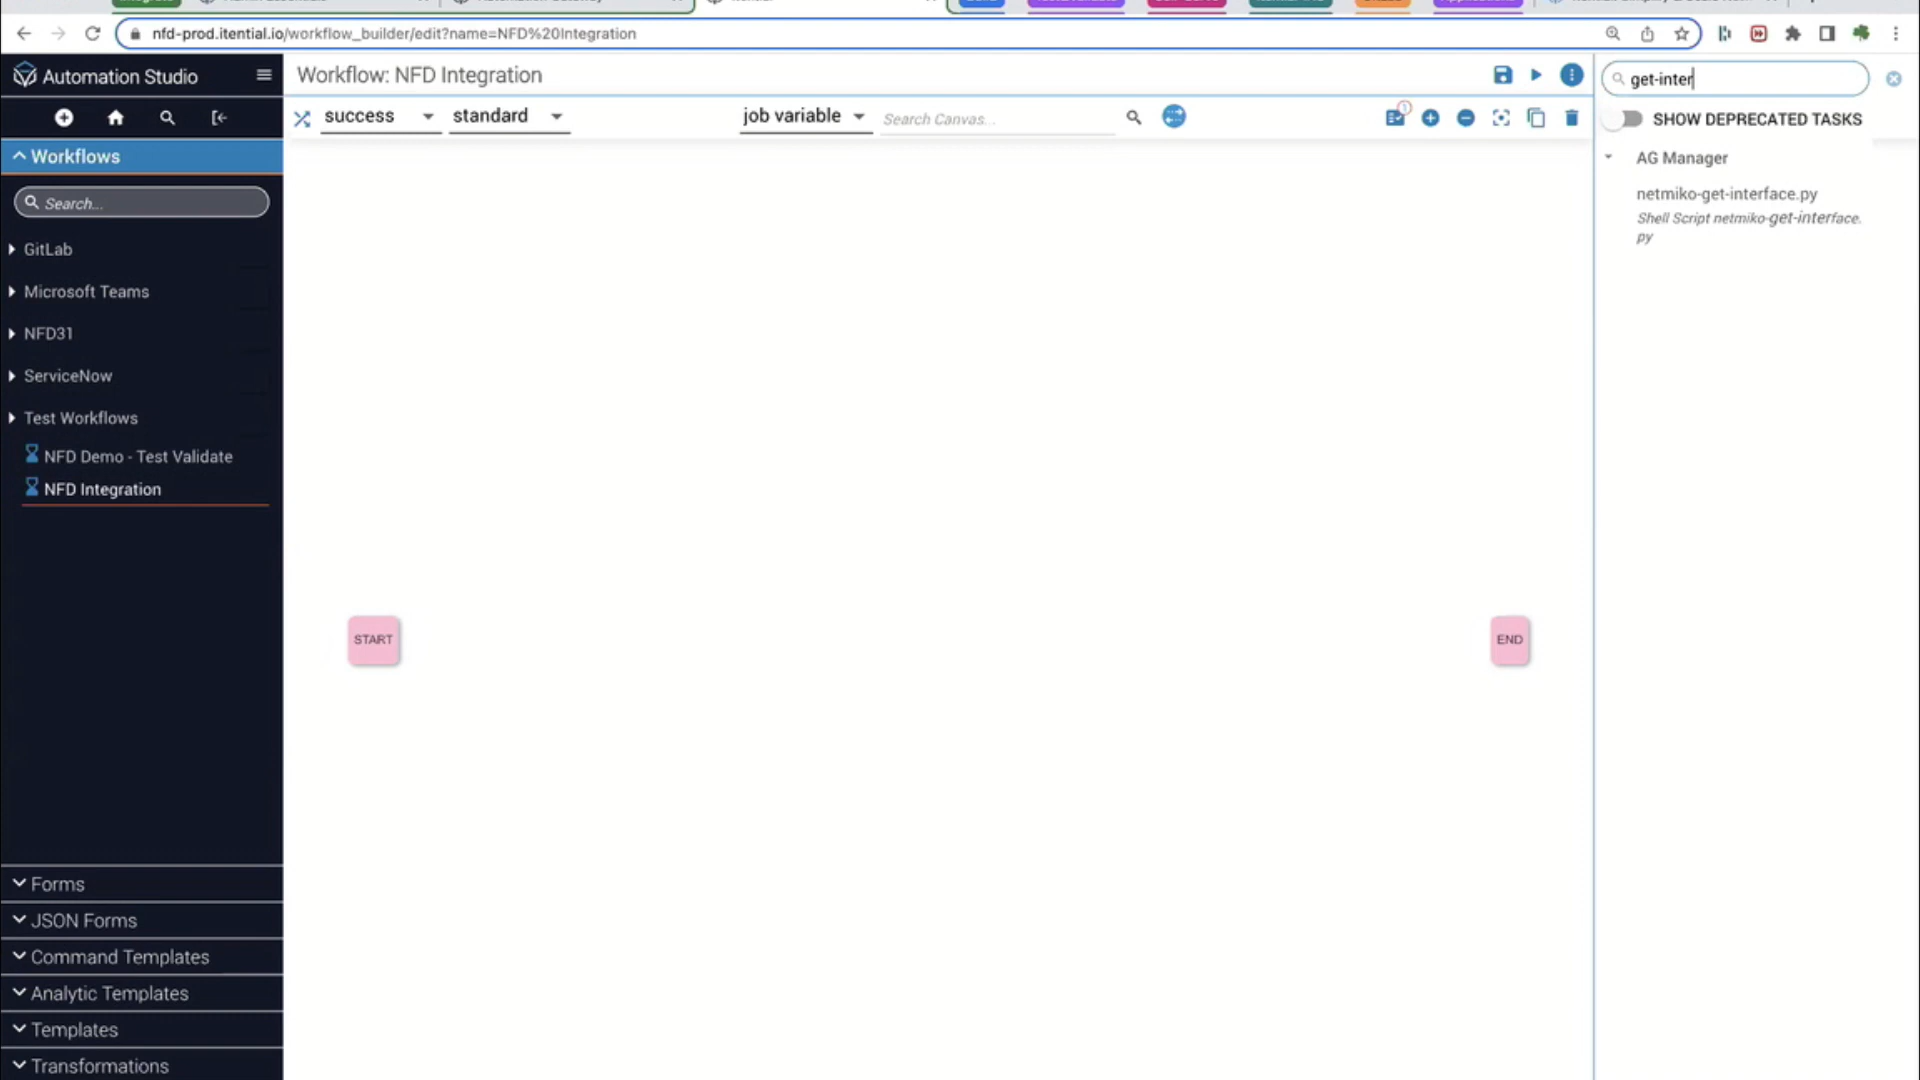 nfd-prod.itential.io/workflow_builder/edit?name=NFD%20Integration
Automation Studio
Workflows
Search...
GitLab
Microsoft Teams
NFD31
ServiceNow
Test Workflows
NFD Demo - Test Validate
NFD Integration
Forms
JSON Forms
Command Templates
Analytic Templates
Templates
Transformations
Workflow: NFD Integration
success
standard
job variable
Search Canvas...
1
START
END
get-inter
SHOW DEPRECATED TASKS
AG Manager
netmiko-get-interface.py
Shell Script netmiko-get-interface.
py